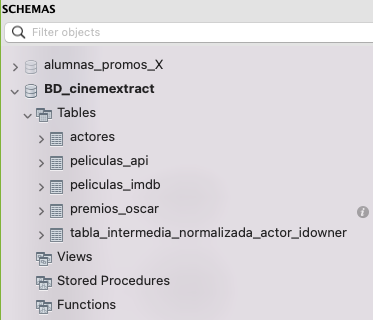 SCHEMAS
Filter objects
alumnas_promos_X
BD_cinemextract
Tables
actores
peliculas_api
peliculas_imdb
premios_oscar
tabla_intermedia_normalizada_actor_idowner
Views
Stored Procedures
Functions